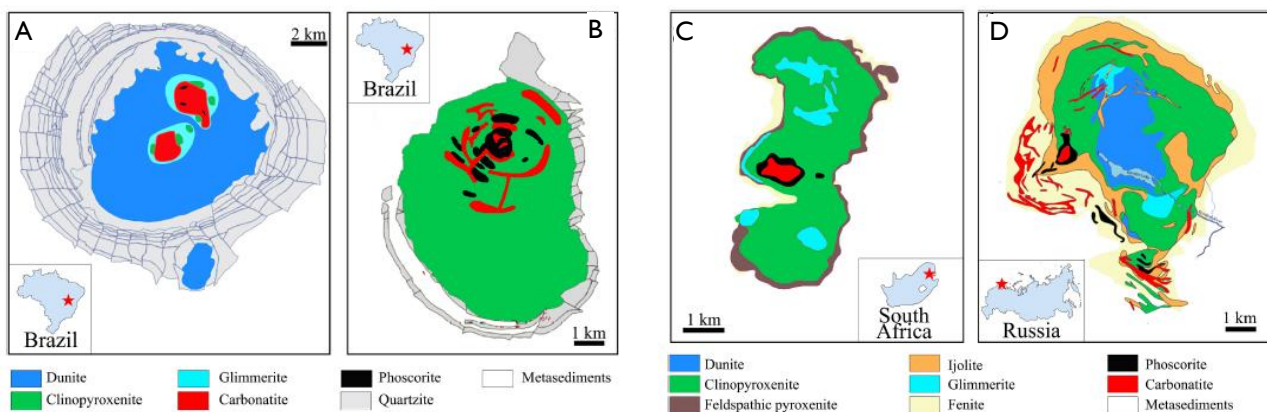 A
2 km
Brazil
B
Brazil
1 km
C
1 km
South
Africa
D
Russia
1 km
Dunite
Glimmerite
Phoscorite
Metasediments
Clinopyroxenite
Carbonatite
Quartzite
Dunite
Ijolite
Phoscorite
Clinopyroxenite
Glimmerite
Carbonatite
Feldspathic pyroxenite
Fenite
Metasediments